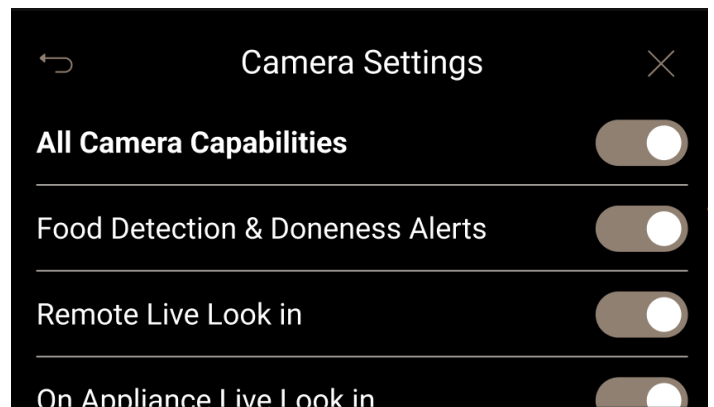 Camera Settings
All Camera Capabilities
Food Detection & Doneness Alerts
Remote Live Look in
On Appliance Live Look in